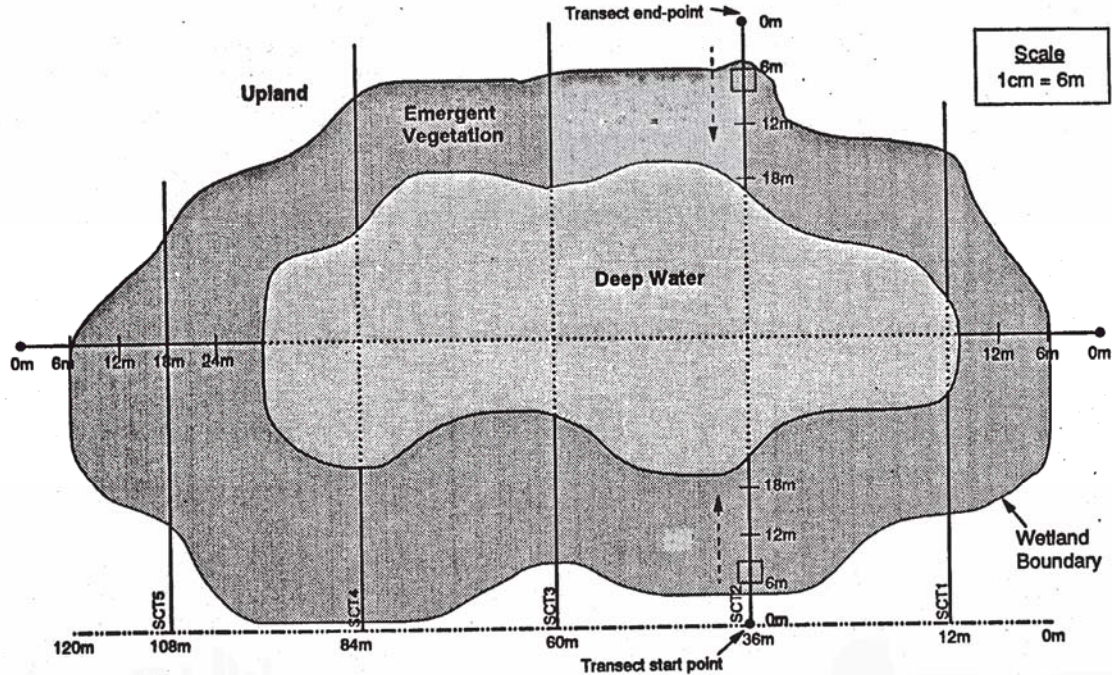 Transect end-point
0m
Scale
1cm = 6m
6m
Upland
Emergent
Vegetation
12m
18m
Deep Water
0m 6m 12m 18m 24m
12m 6m 0m
18m
12m
Wetland
Boundary
6m
SCT5
SCT4
SCT3
SCT2
SCT1
0m
120m 108m 84m 60m 36m 12m 0m
Transect start point